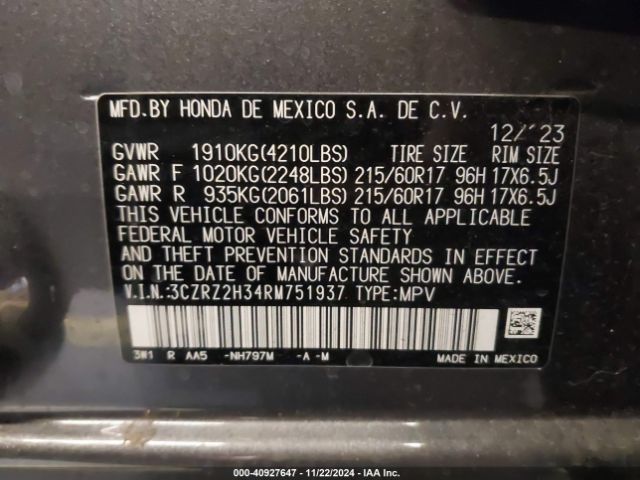 MFD.BY HONDA DE MEXICO S.A. DE C.V.
12/'23
GVWR 1910KG(4210LBS) TIRE SIZE RIM SIZE
GAWR F 1020KG(2248LBS) 215/60R17 96H 17X6.5J
GAWR R 935KG(2061LBS) 215/60R17 96H 17X6.5J
THIS VEHICLE CONFORMS TO ALL APPLICABLE
FEDERAL MOTOR VEHICLE SAFETY
AND THEFT PREVENTION STANDARDS IN EFFECT
ON DATE OF MANUFACTURE SHOWN ABOVE.
V.I.N.:3CZRZ2H34RM751937 TYPE:MPV
3W1 R AA5 -NH797M -A -M MADE IN MEXICO
000-40927647 - 11/22/2024 - IAA Inc.